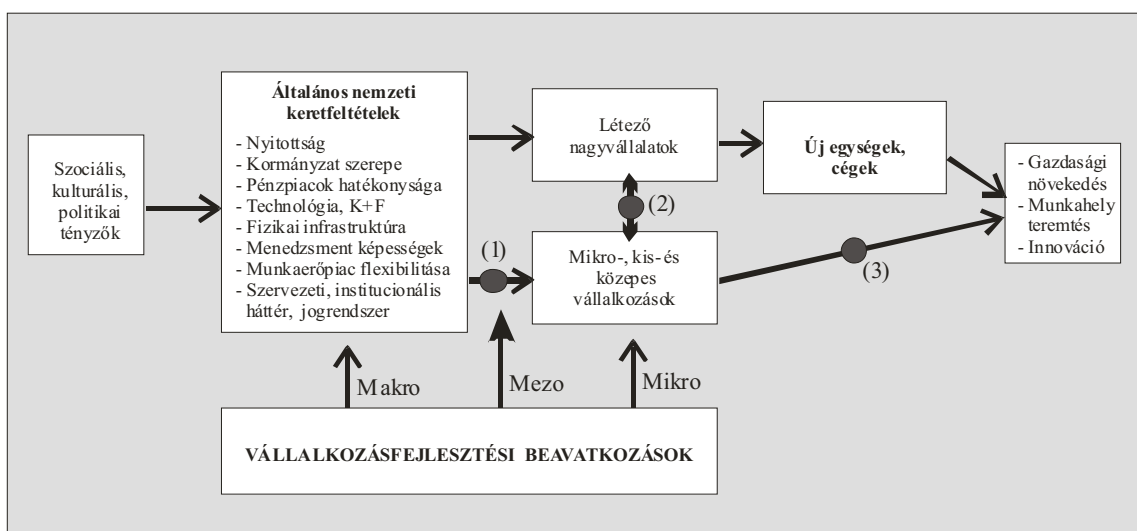 Szociális,
kulturális,
politikai
tényzők
Általános nemzeti
keretfeltételek
- Nyitottság
- Kormányzat szerepe
- Pénzpiacok hatékonysága
- Technológia, K+F
- Fizikai infrastruktúra
- Menedzsment képességek
- Munkaerőpiac flexibilitása
- Szervezeti, institucionális
háttér, jogrendszer
Létező
nagyvállalatok
Új egységek,
cégek
- Gazdasági
növekedés
- Munkahely
teremtés
- Innováció
(2)
(1)
Mikro-, kis- és
közepes
vállalkozások
(3)
Makro
Mezo
Mikro
VÁLLALKOZÁSFEJLESZTÉSI BEAVATKOZÁSOK